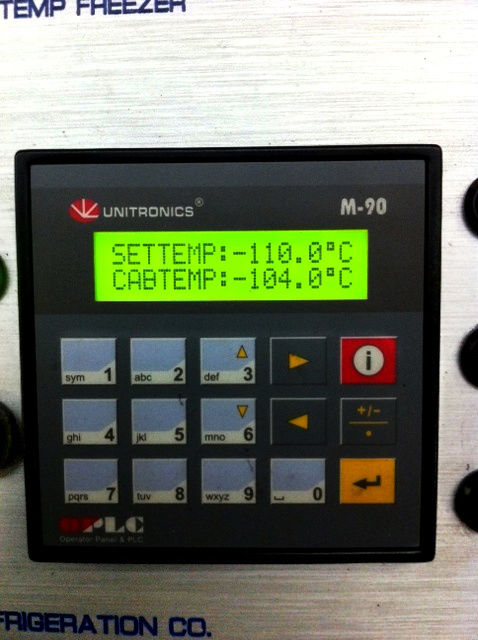 TEMP FREEZER
UNITRONICS®
M-90
SETTEMP:-110.0°C
CABTEMP:-104.0°C
sym 1 abc 2 def 3 i
ghi 4 jkl 5 mno 6 +/- .
pqrs 7 tuv 8 wxyz 9 ⎵ 0
OPLC
Operator Panel & PLC
FRIGERATION CO.